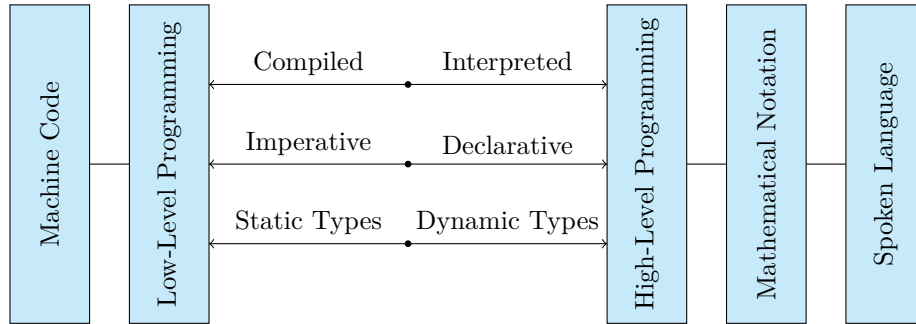 Machine Code
Low-Level Programming
Compiled
Interpreted
Imperative
Declarative
Static Types
Dynamic Types
High-Level Programming
Mathematical Notation
Spoken Language